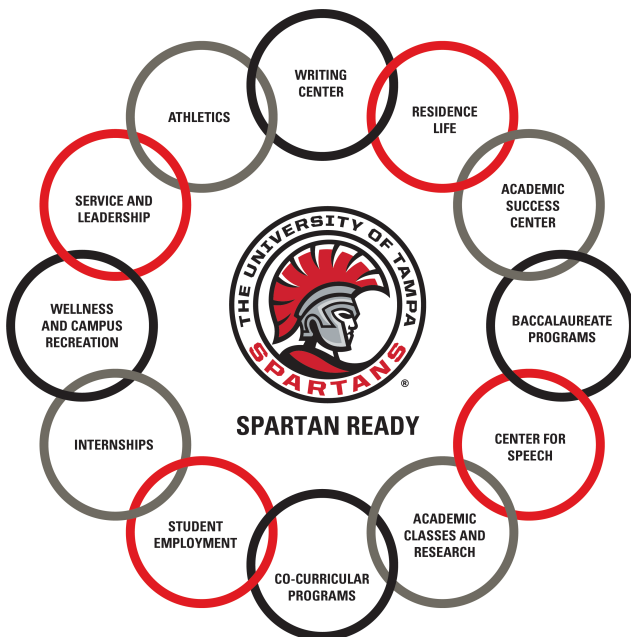 WRITING
CENTER
RESIDENCE
LIFE
ACADEMIC
SUCCESS
CENTER
BACCALAUREATE
PROGRAMS
CENTER FOR
SPEECH
ACADEMIC
CLASSES AND
RESEARCH
CO-CURRICULAR
PROGRAMS
STUDENT
EMPLOYMENT
INTERNSHIPS
WELLNESS
AND CAMPUS
RECREATION
SERVICE AND
LEADERSHIP
ATHLETICS
THE UNIVERSITY OF TAMPA
SPARTANS
®
SPARTAN READY